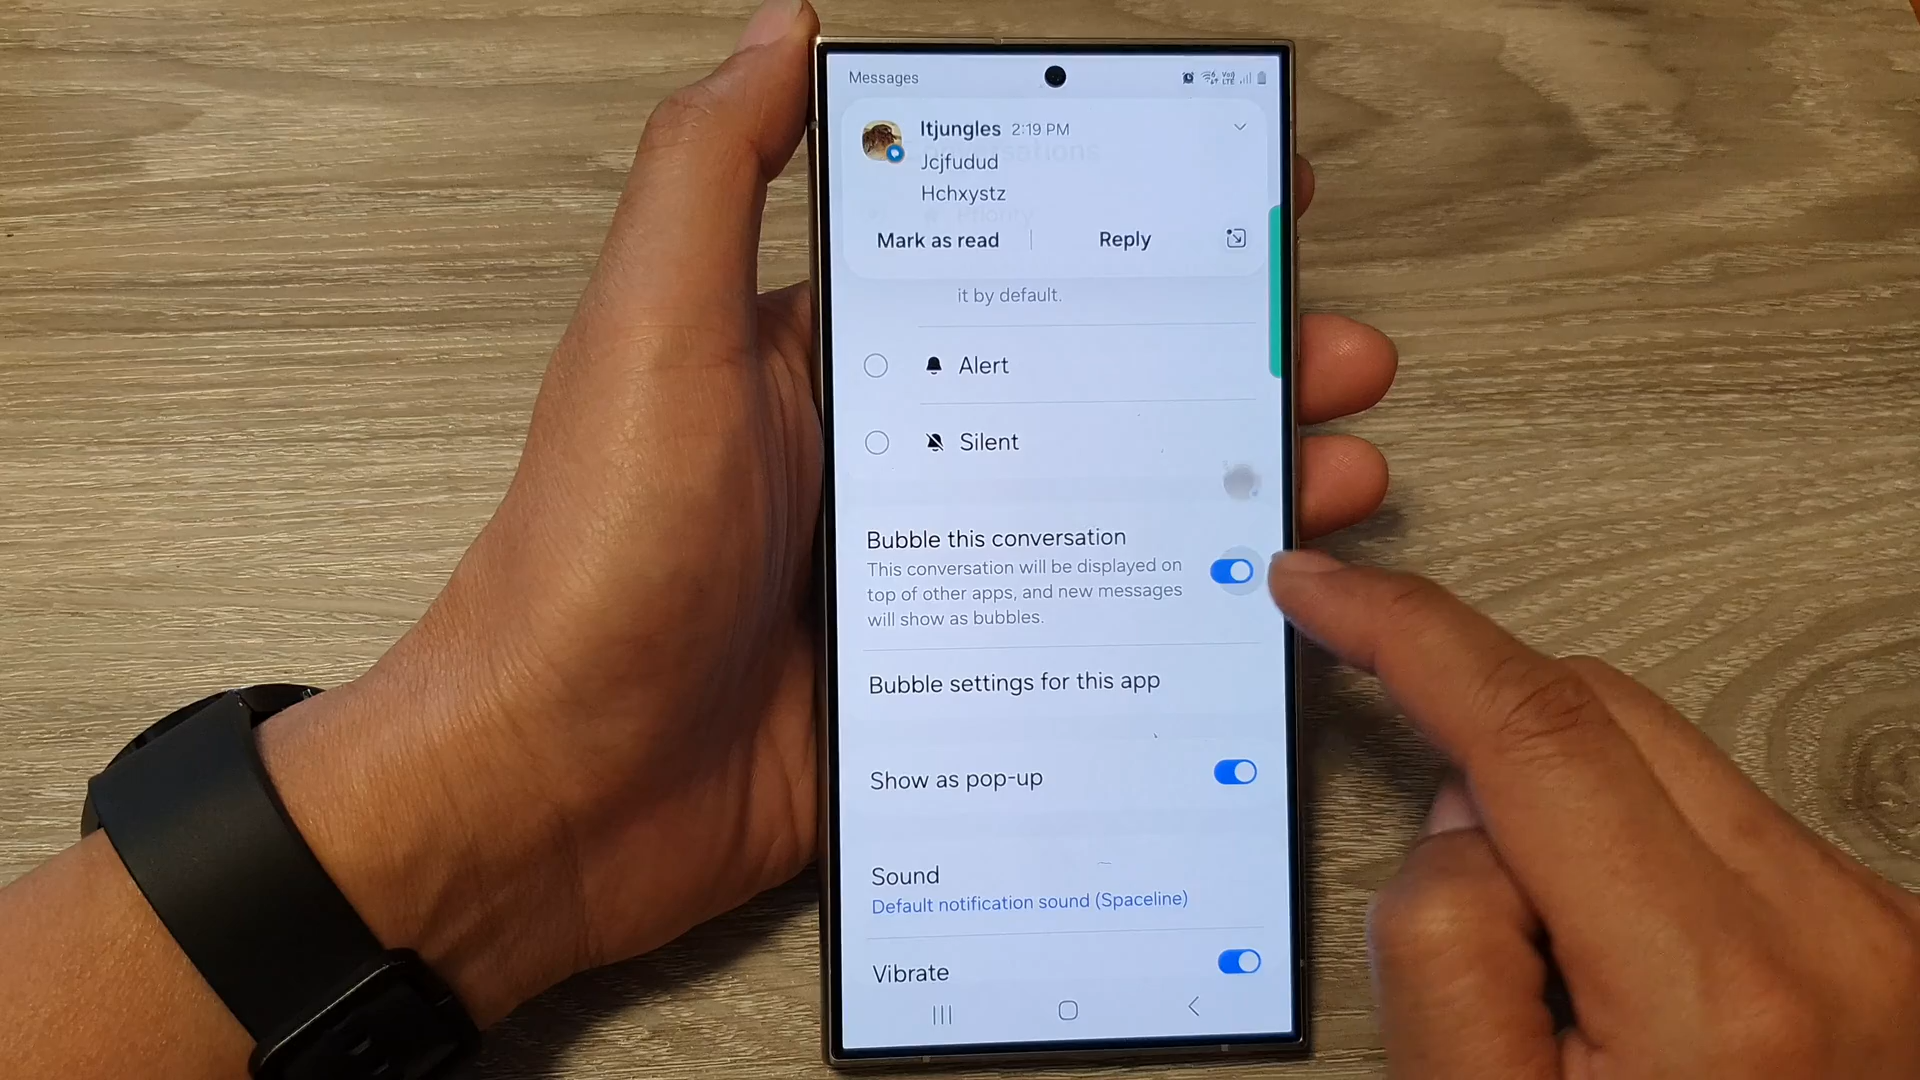 Messages
Itjungles 2:19 PM
Conversations
Jcjfudud
Hchxystz
Priority
Mark as read
Reply
it by default.
Alert
Silent
Bubble this conversation
This conversation will be displayed on
top of other apps, and new messages
will show as bubbles.
Bubble settings for this app
Show as pop-up
Sound
Default notification sound (Spaceline)
Vibrate